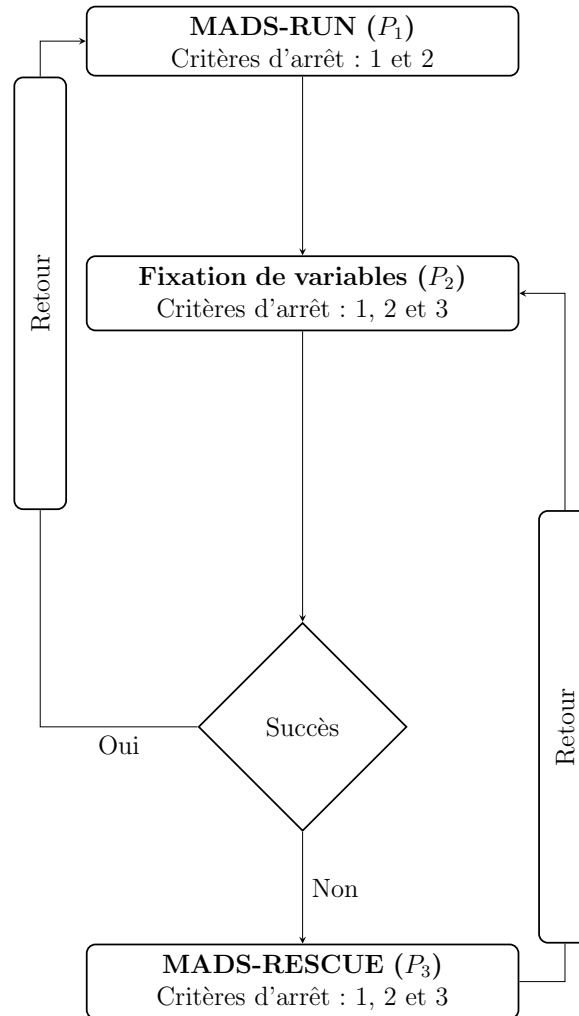 MADS-RUN (P₁)
Critères d'arrêt : 1 et 2
Retour
Fixation de variables (P₂)
Critères d'arrêt : 1, 2 et 3
Succès
Oui
Retour
Non
MADS-RESCUE (P₃)
Critères d'arrêt : 1, 2 et 3